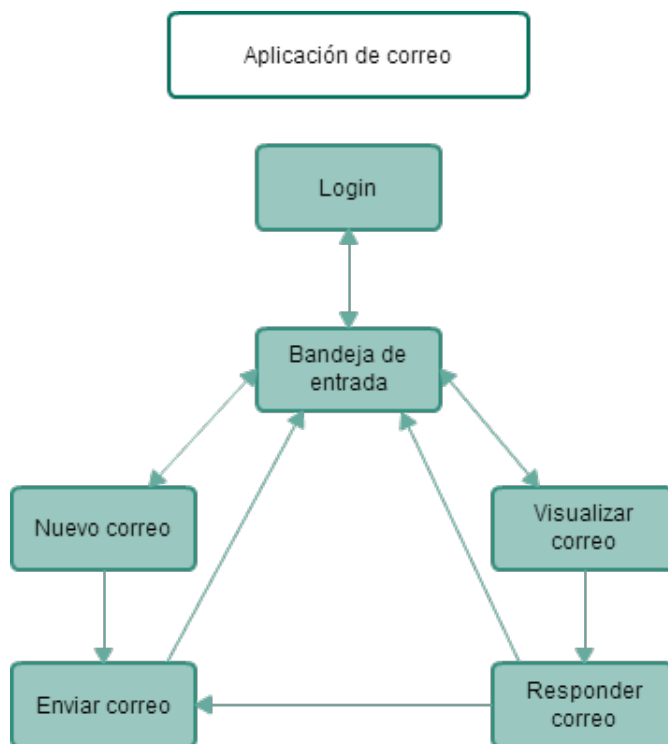 Aplicación de correo
Login
Bandeja de
entrada
Nuevo correo
Visualizar
correo
Enviar correo
Responder
correo